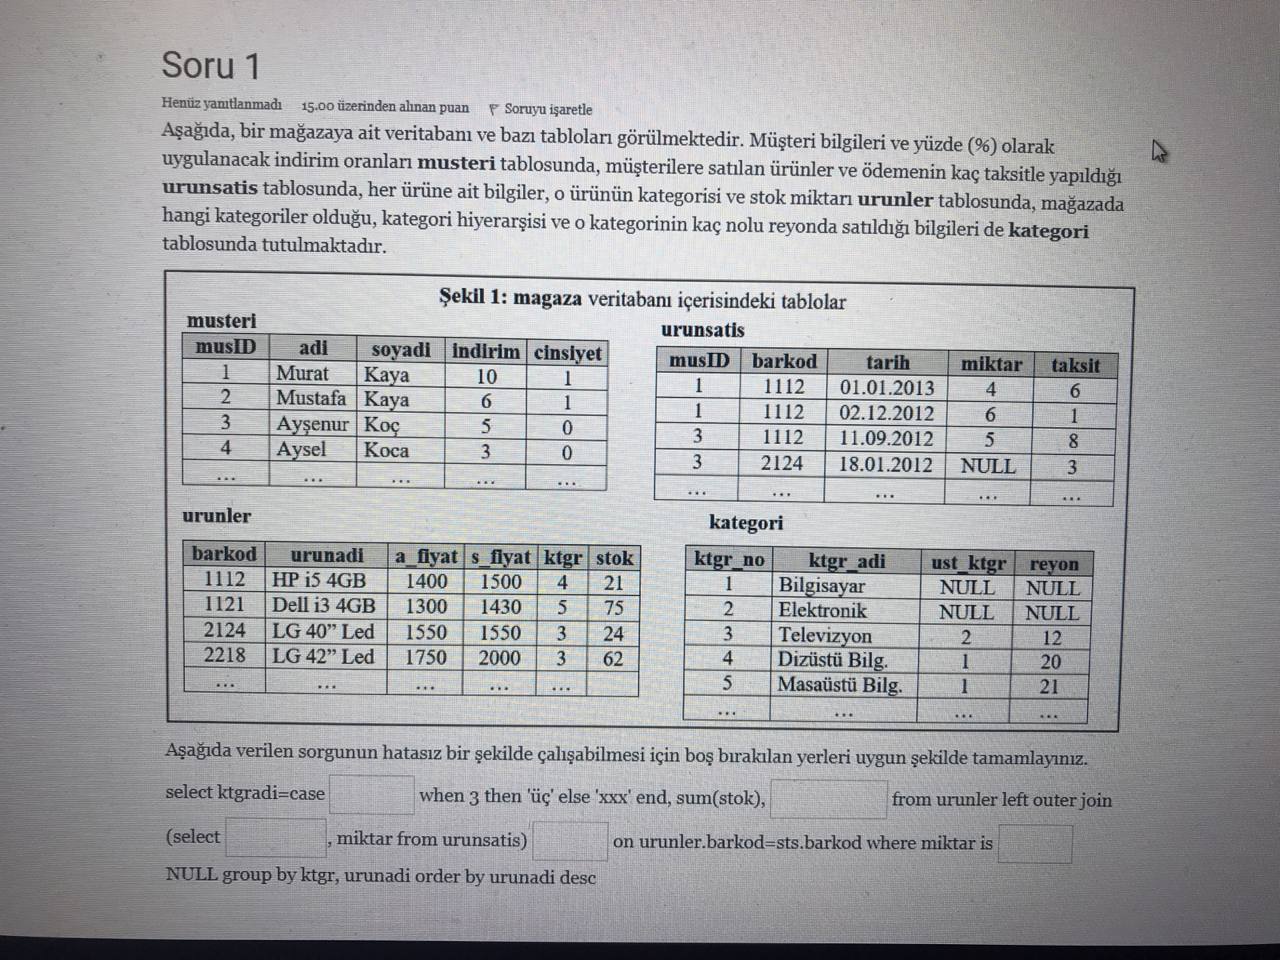 Soru 1
Henüz yanıtlanmadı 15.00 üzerinden alınan puan Soruyu işaretle
Aşağıda, bir mağazaya ait veritabanı ve bazı tabloları görülmektedir. Müşteri bilgileri ve yüzde (%) olarak
uygulanacak indirim oranları musteri tablosunda, müşterilere satılan ürünler ve ödemenin kaç taksitle yapıldığı
urunsatis tablosunda, her ürüne ait bilgiler, o ürünün kategorisi ve stok miktarı urunler tablosunda, mağazada
hangi kategoriler olduğu, kategori hiyerarşisi ve o kategorinin kaç nolu reyonda satıldığı bilgileri de kategori
tablosunda tutulmaktadır.
Şekil 1: magaza veritabanı içerisindeki tablolar
musteri
musID adi soyadi indirim cinsiyet
1 Murat Kaya 10 1
2 Mustafa Kaya 6 1
3 Ayşenur Koç 5 0
4 Aysel Koca 3 0
... ... ... ... ...
urunsatis
musID barkod tarih miktar taksit
1 1112 01.01.2013 4 6
1 1112 02.12.2012 6 1
3 1112 11.09.2012 5 8
3 2124 18.01.2012 NULL 3
... ... ... ... ...
urunler
barkod urunadi a_fiyat s_fiyat ktgr stok
1112 HP i5 4GB 1400 1500 4 21
1121 Dell i3 4GB 1300 1430 5 75
2124 LG 40” Led 1550 1550 3 24
2218 LG 42” Led 1750 2000 3 62
... ... ... ... ...
kategori
ktgr_no ktgr_adi ust_ktgr reyon
1 Bilgisayar NULL NULL
2 Elektronik NULL NULL
3 Televizyon 2 12
4 Dizüstü Bilg. 1 20
5 Masaüstü Bilg. 1 21
... ... ... ...
Aşağıda verilen sorgunun hatasız bir şekilde çalışabilmesi için boş bırakılan yerleri uygun şekilde tamamlayınız.
select ktgradi=case when 3 then 'üç' else 'xxx' end, sum(stok), from urunler left outer join
(select , miktar from urunsatis) on urunler.barkod=sts.barkod where miktar is
NULL group by ktgr, urunadi order by urunadi desc